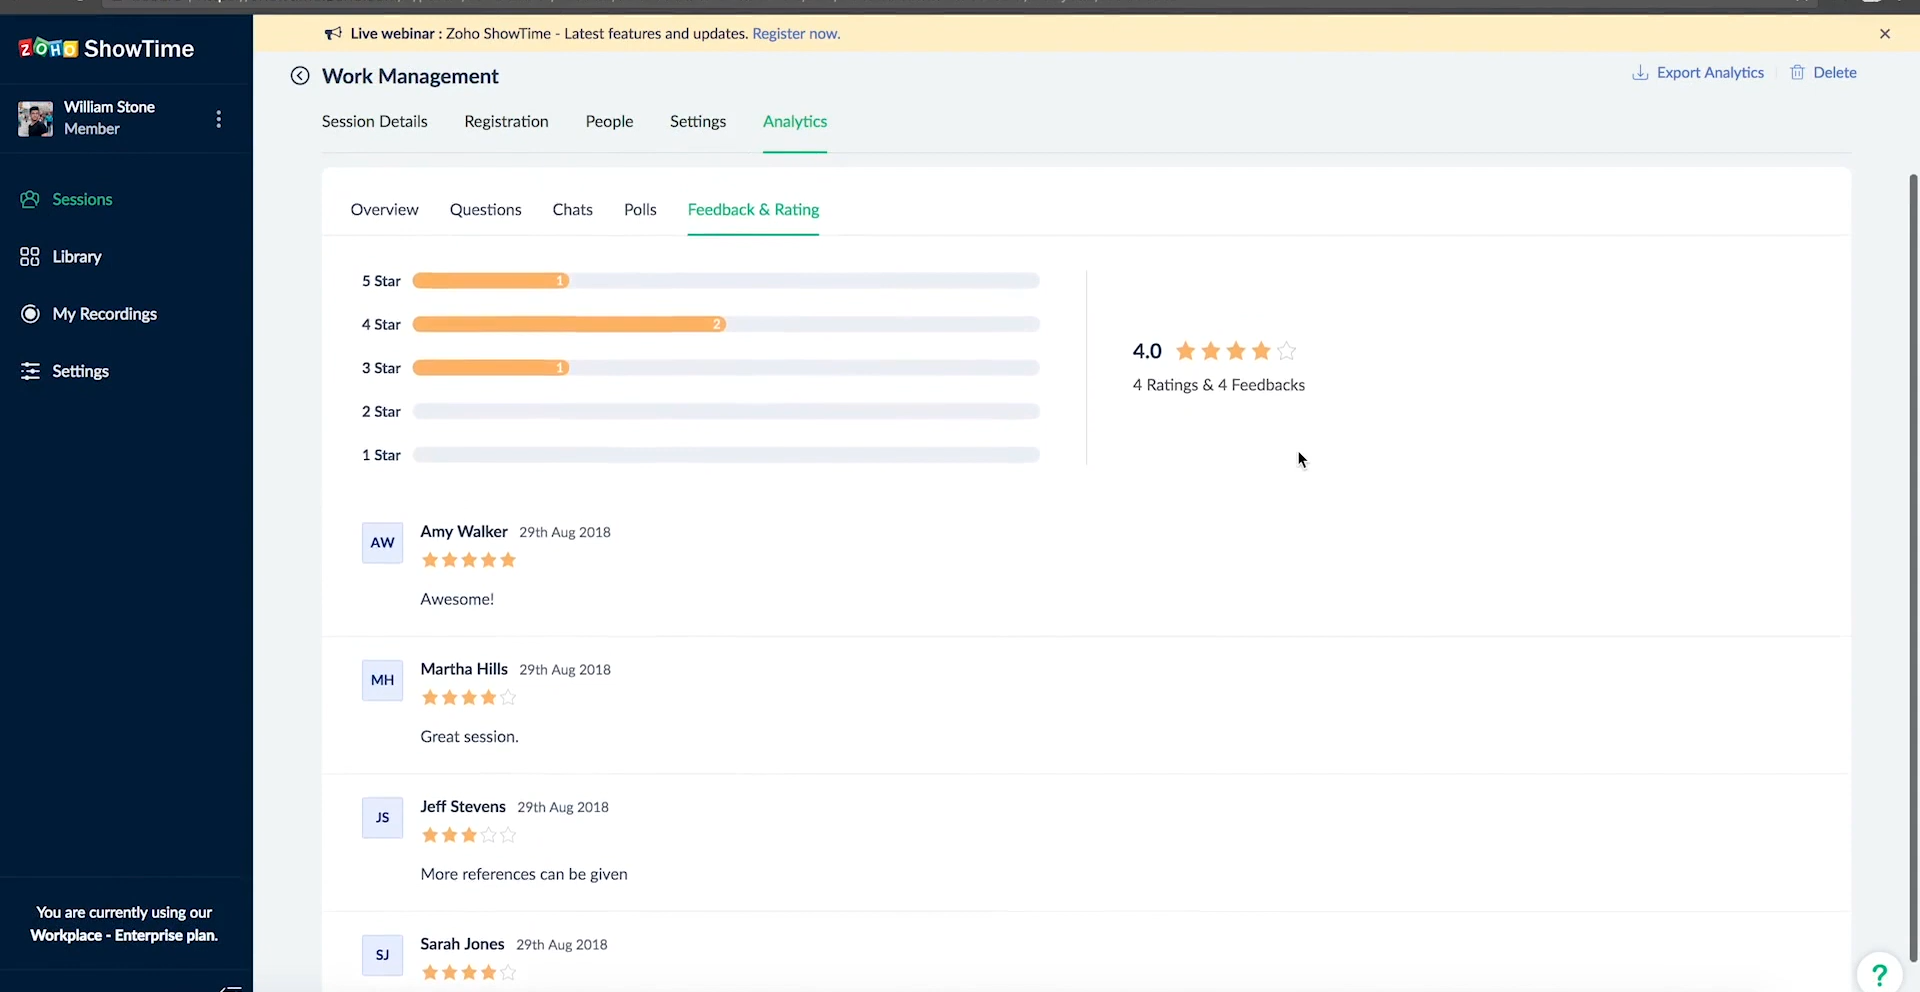 ZOHO ShowTime
William Stone
Member
Sessions
Library
My Recordings
Settings
You are currently using our
Workplace - Enterprise plan.
Live webinar : Zoho ShowTime - Latest features and updates. Register now.
Work Management
Export Analytics
Delete
Session Details
Registration
People
Settings
Analytics
Overview
Questions
Chats
Polls
Feedback & Rating
5 Star 1
4 Star 2
3 Star 1
2 Star
1 Star
4.0
4 Ratings & 4 Feedbacks
AW
Amy Walker 29th Aug 2018
Awesome!
MH
Martha Hills 29th Aug 2018
Great session.
JS
Jeff Stevens 29th Aug 2018
More references can be given
SJ
Sarah Jones 29th Aug 2018
?